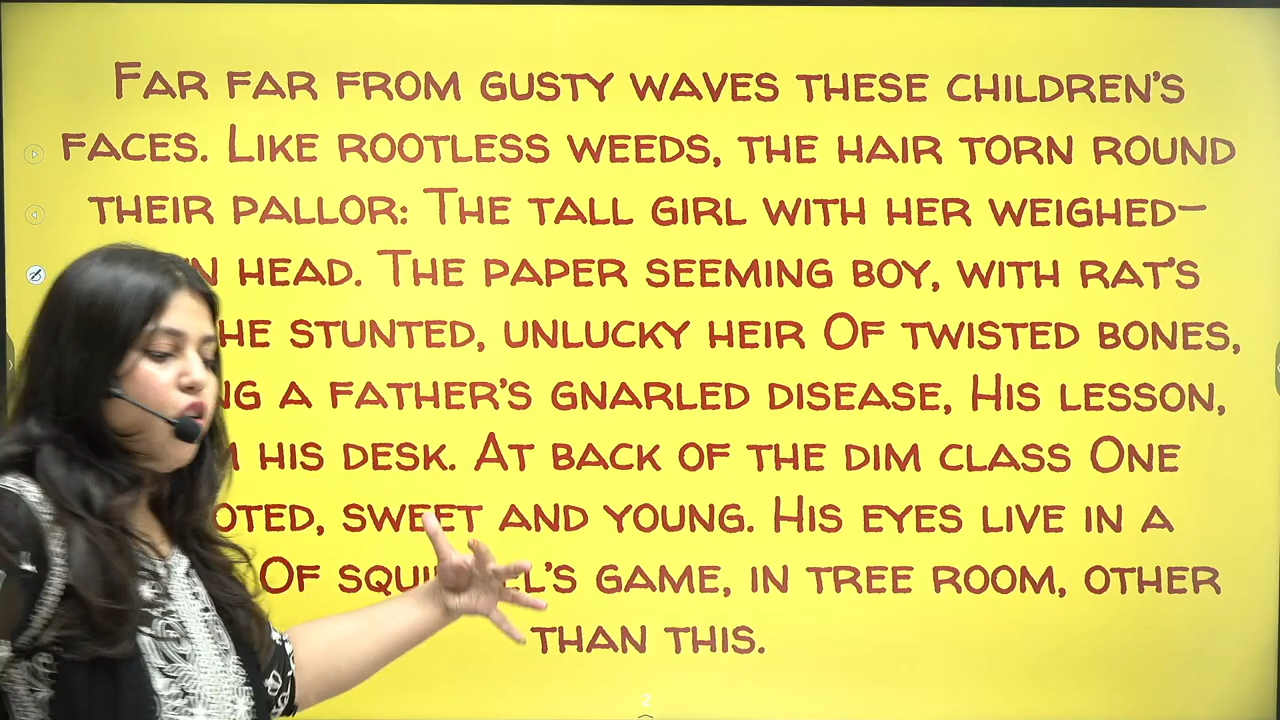 FAR FAR FROM GUSTY WAVES THESE CHILDREN'S
FACES. LIKE ROOTLESS WEEDS, THE HAIR TORN ROUND
THEIR PALLOR: THE TALL GIRL WITH HER WEIGHED-
HEAD. THE PAPER SEEMING BOY, WITH RAT'S
STUNTED, UNLUCKY HEIR OF TWISTED BONES,
A FATHER'S GNARLED DISEASE, HIS LESSON,
HIS DESK. AT BACK OF THE DIM CLASS ONE
SWEET AND YOUNG. HIS EYES LIVE IN A
OF SQUIRREL'S GAME, IN TREE ROOM, OTHER
THAN THIS.
2